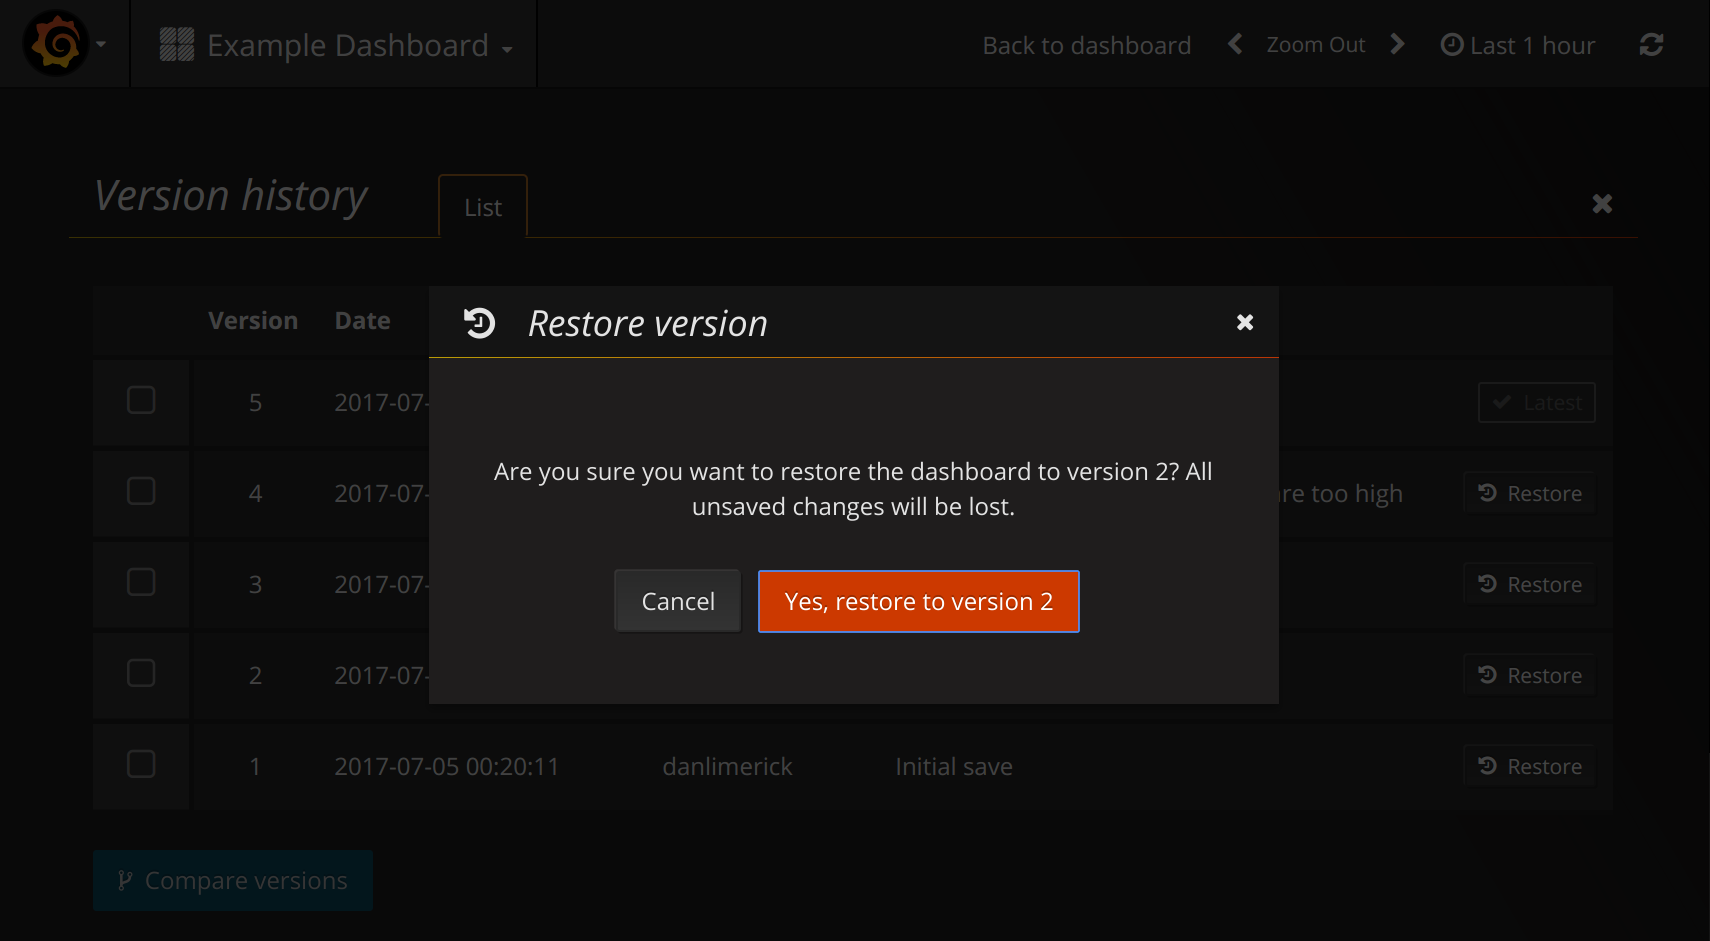 Example Dashboard
Back to dashboard
Zoom Out
Last 1 hour
Version history
List
Version Date
5 2017-07-
Latest
4 2017-07-
re too high
Restore
3 2017-07-
Restore
2 2017-07-
Restore
1 2017-07-05 00:20:11 danlimerick Initial save
Restore
Compare versions
Restore version
Are you sure you want to restore the dashboard to version 2? All
unsaved changes will be lost.
Cancel
Yes, restore to version 2